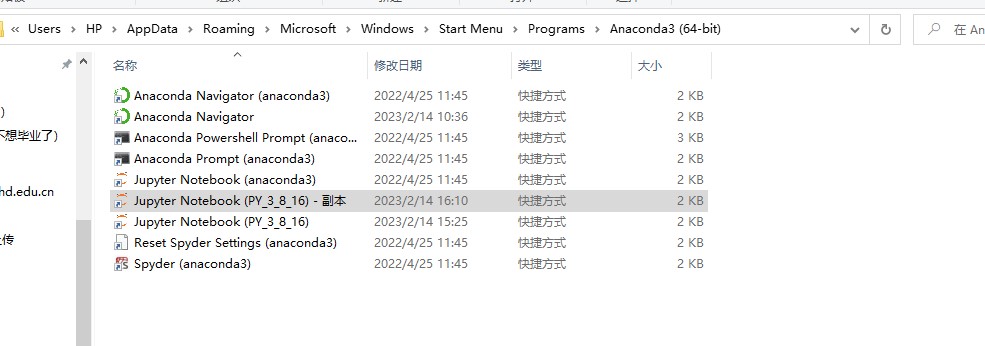 « Users > HP > AppData > Roaming > Microsoft > Windows > Start Menu > Programs > Anaconda3 (64-bit)
在 An
名称 修改日期 类型 大小
Anaconda Navigator (anaconda3) 2022/4/25 11:45 快捷方式 2 KB
Anaconda Navigator 2023/2/14 10:36 快捷方式 2 KB
Anaconda Powershell Prompt (anaco... 2022/4/25 11:45 快捷方式 3 KB
Anaconda Prompt (anaconda3) 2022/4/25 11:45 快捷方式 2 KB
Jupyter Notebook (anaconda3) 2022/4/25 11:45 快捷方式 2 KB
Jupyter Notebook (PY_3_8_16) - 副本 2023/2/14 16:10 快捷方式 2 KB
Jupyter Notebook (PY_3_8_16) 2023/2/14 15:25 快捷方式 2 KB
Reset Spyder Settings (anaconda3) 2022/4/25 11:45 快捷方式 2 KB
Spyder (anaconda3) 2022/4/25 11:45 快捷方式 2 KB
)
不想毕业了)
hd.edu.cn
上传